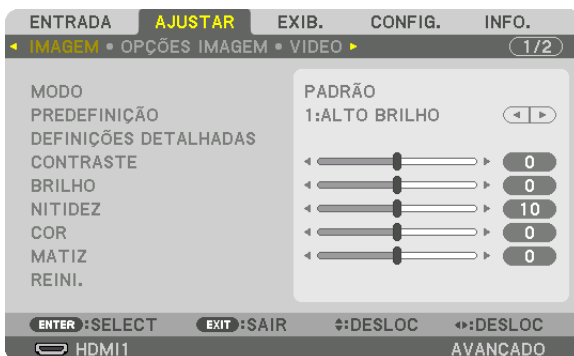 ENTRADA AJUSTAR EXIB. CONFIG. INFO.
IMAGEM • OPÇÕES IMAGEM • VIDEO 1/2
MODO PADRÃO
PREDEFINIÇÃO 1:ALTO BRILHO
DEFINIÇÕES DETALHADAS
CONTRASTE 0
BRILHO 0
NITIDEZ 10
COR 0
MATIZ 0
REINI.
ENTER :SELECT EXIT :SAIR :DESLOC :DESLOC
HDMI1 AVANCADO